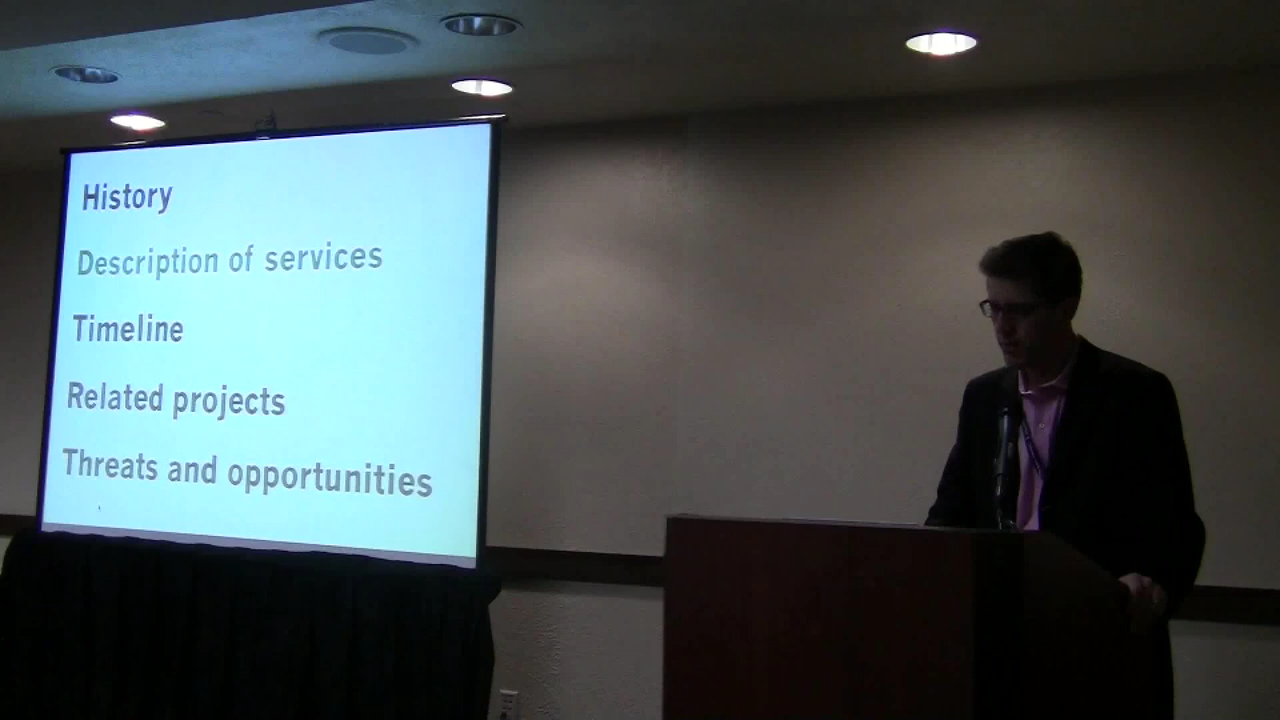 History
Description of services
Timeline
Related projects
Threats and opportunities